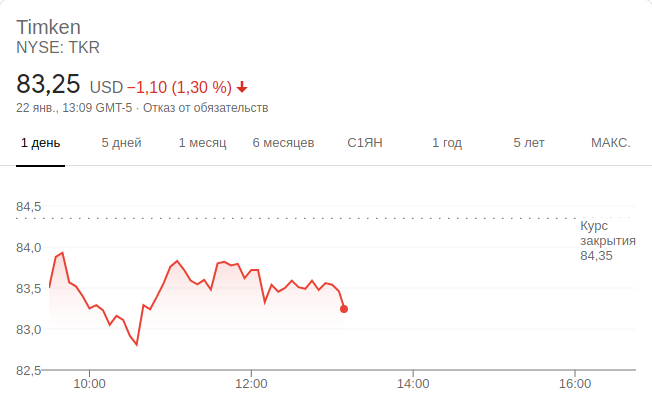 Timken
NYSE: TKR
83,25 USD −1,10 (1,30 %)
22 янв., 13:09 GMT-5 · Отказ от обязательств
1 день 5 дней 1 месяц 6 месяцев С1ЯН 1 год 5 лет МАКС.
84,5
Курс
закрытия
84,35
84,0
83,5
83,0
82,5
10:00 12:00 14:00 16:00